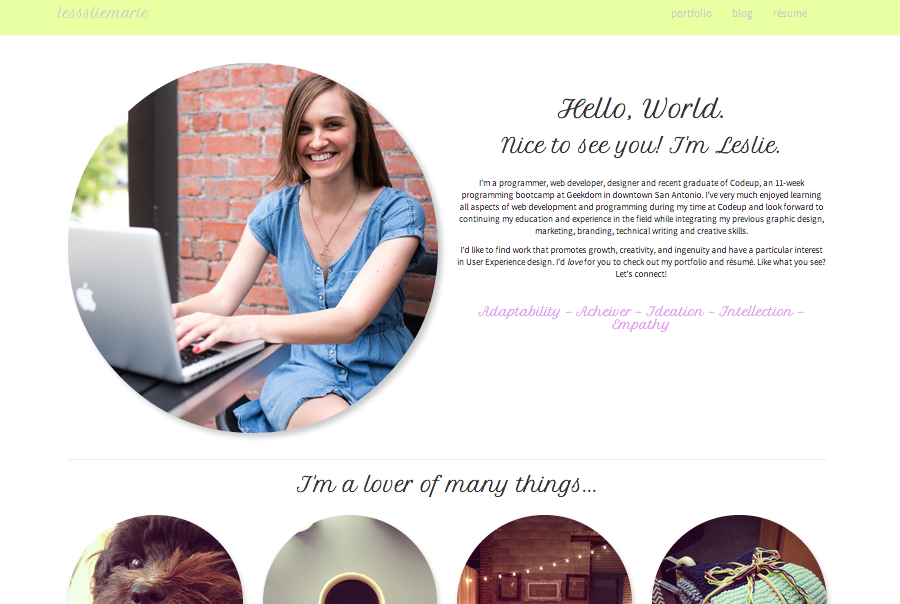 lesssliemarie
portfolio blog résumé
Hello, World.
Nice to see you! I'm Leslie.
I'm a programmer, web developer, designer and recent graduate of Codeup, an 11-week
programming bootcamp at Geekdom in downtown San Antonio. I've very much enjoyed learning
all aspects of web development and programming during my time at Codeup and look forward to
continuing my education and experience in the field while integrating my previous graphic design,
marketing, branding, technical writing and creative skills.
I'd like to find work that promotes growth, creativity, and ingenuity and have a particular interest
in User Experience design. I'd love for you to check out my portfolio and résumé. Like what you see?
Let's connect!
Adaptability - Acheiver - Ideation - Intellection -
Empathy
I'm a lover of many things...